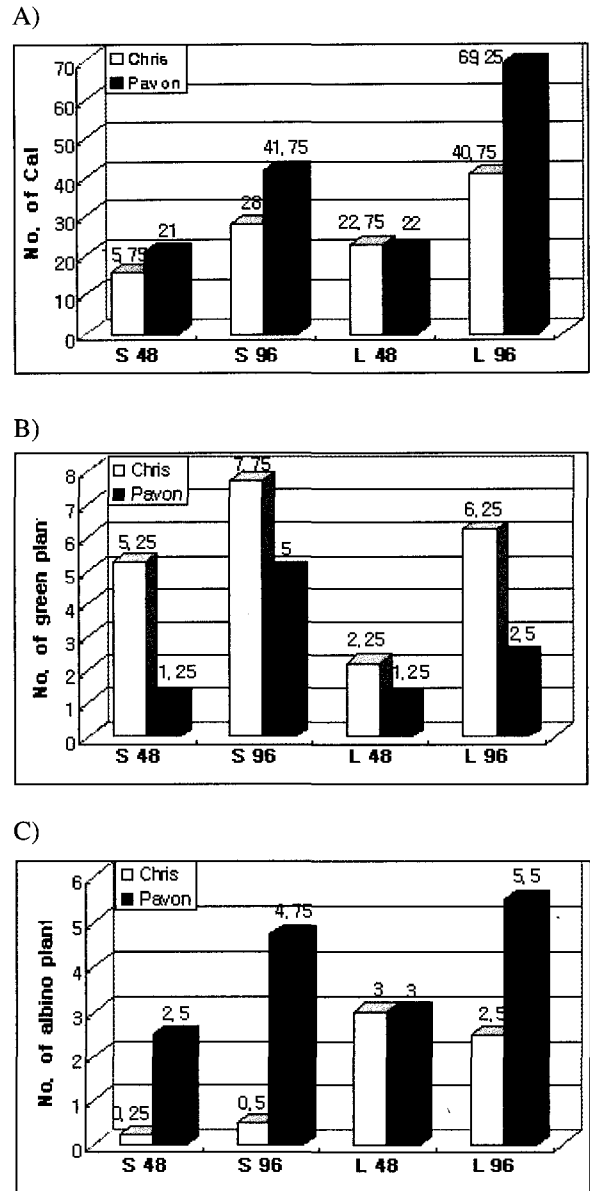 A)
Chris
Pavon
No. of Cal
70
60
50
40
30
20
10
0
5,75
21
28
41,75
22,75
22
40,75
69,25
S 48
S 96
L 48
L 96
B)
Chris
Pavon
No. of green plan
8
7
6
5
4
3
2
1
0
5,25
1,25
7,75
5
2,25
1,25
6,25
2,5
S 48
S 96
L 48
L 96
C)
Chris
Pavon
No. of albino plant
6
5
4
3
2
1
0
0,25
2,5
0,5
4,75
3
3
2,5
5,5
S 48
S 96
L 48
L 96